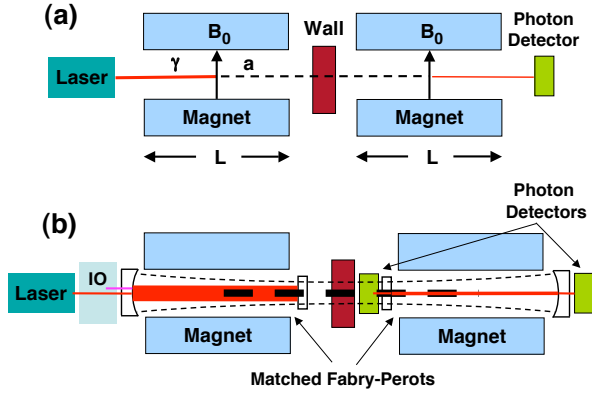 (a)
B0
Wall
B0
Photon
Detector
Laser
γ
a
Magnet
Magnet
L
L
(b)
Photon
Detectors
IO
Laser
Magnet
Magnet
Matched Fabry-Perots